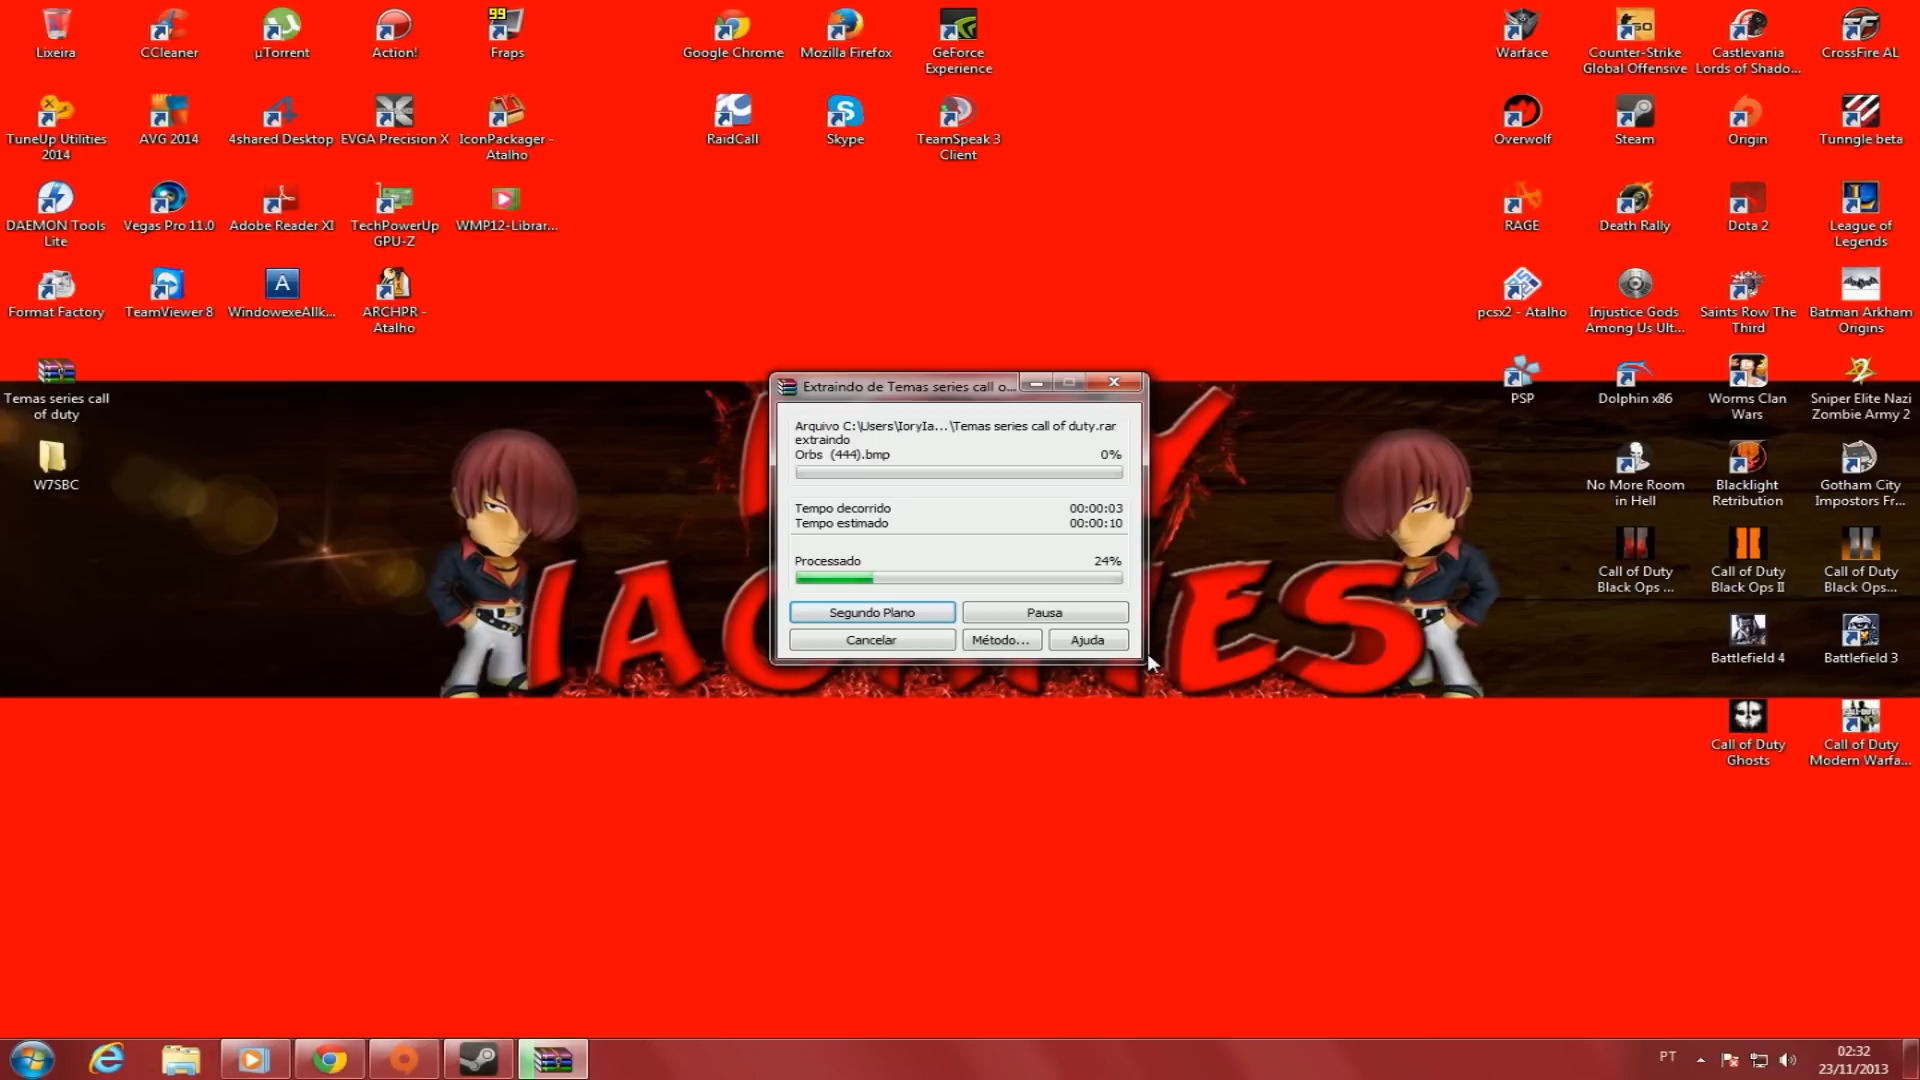 Lixeira
CCleaner
µTorrent
Action!
99
Fraps
Google Chrome
Mozilla Firefox
GeForce
Experience
Warface
GO
Counter-Strike
Global Offensive
Castlevania
Lords of Shado...
CrossFire AL
TuneUp Utilities
2014
AVG 2014
4shared Desktop
EVGA Precision X
IconPackager -
Atalho
RaidCall
Skype
TeamSpeak 3
Client
Overwolf
Steam
Origin
Tunngle beta
DAEMON Tools
Lite
Vegas Pro 11.0
Adobe Reader XI
TechPowerUp
GPU-Z
WMP12-Librar...
RAGE
Death Rally
Dota 2
League of
Legends
Format Factory
TeamViewer 8
A
WindowexeAllk...
ARCHPR -
Atalho
pcsx2 - Atalho
Injustice Gods
Among Us Ult...
Saints Row The
Third
Batman Arkham
Origins
Temas series call
of duty
PSP
Dolphin x86
Worms Clan
Wars
Sniper Elite Nazi
Zombie Army 2
W7SBC
No More Room
in Hell
Blacklight
Retribution
Gotham City
Impostors Fr...
Call of Duty
Black Ops ...
Call of Duty
Black Ops II
Call of Duty
Black Ops...
Battlefield 4
Battlefield 3
Call of Duty
Ghosts
Call of Duty
Modern Warfa...
Extraindo de Temas series call o...
Arquivo C:\Users\IoryIa...\Temas series call of duty.rar
extraindo
Orbs (444).bmp 0%
Tempo decorrido 00:00:03
Tempo estimado 00:00:10
Processado 24%
Segundo Plano Pausa
Cancelar Método... Ajuda
PT
02:32
23/11/2013